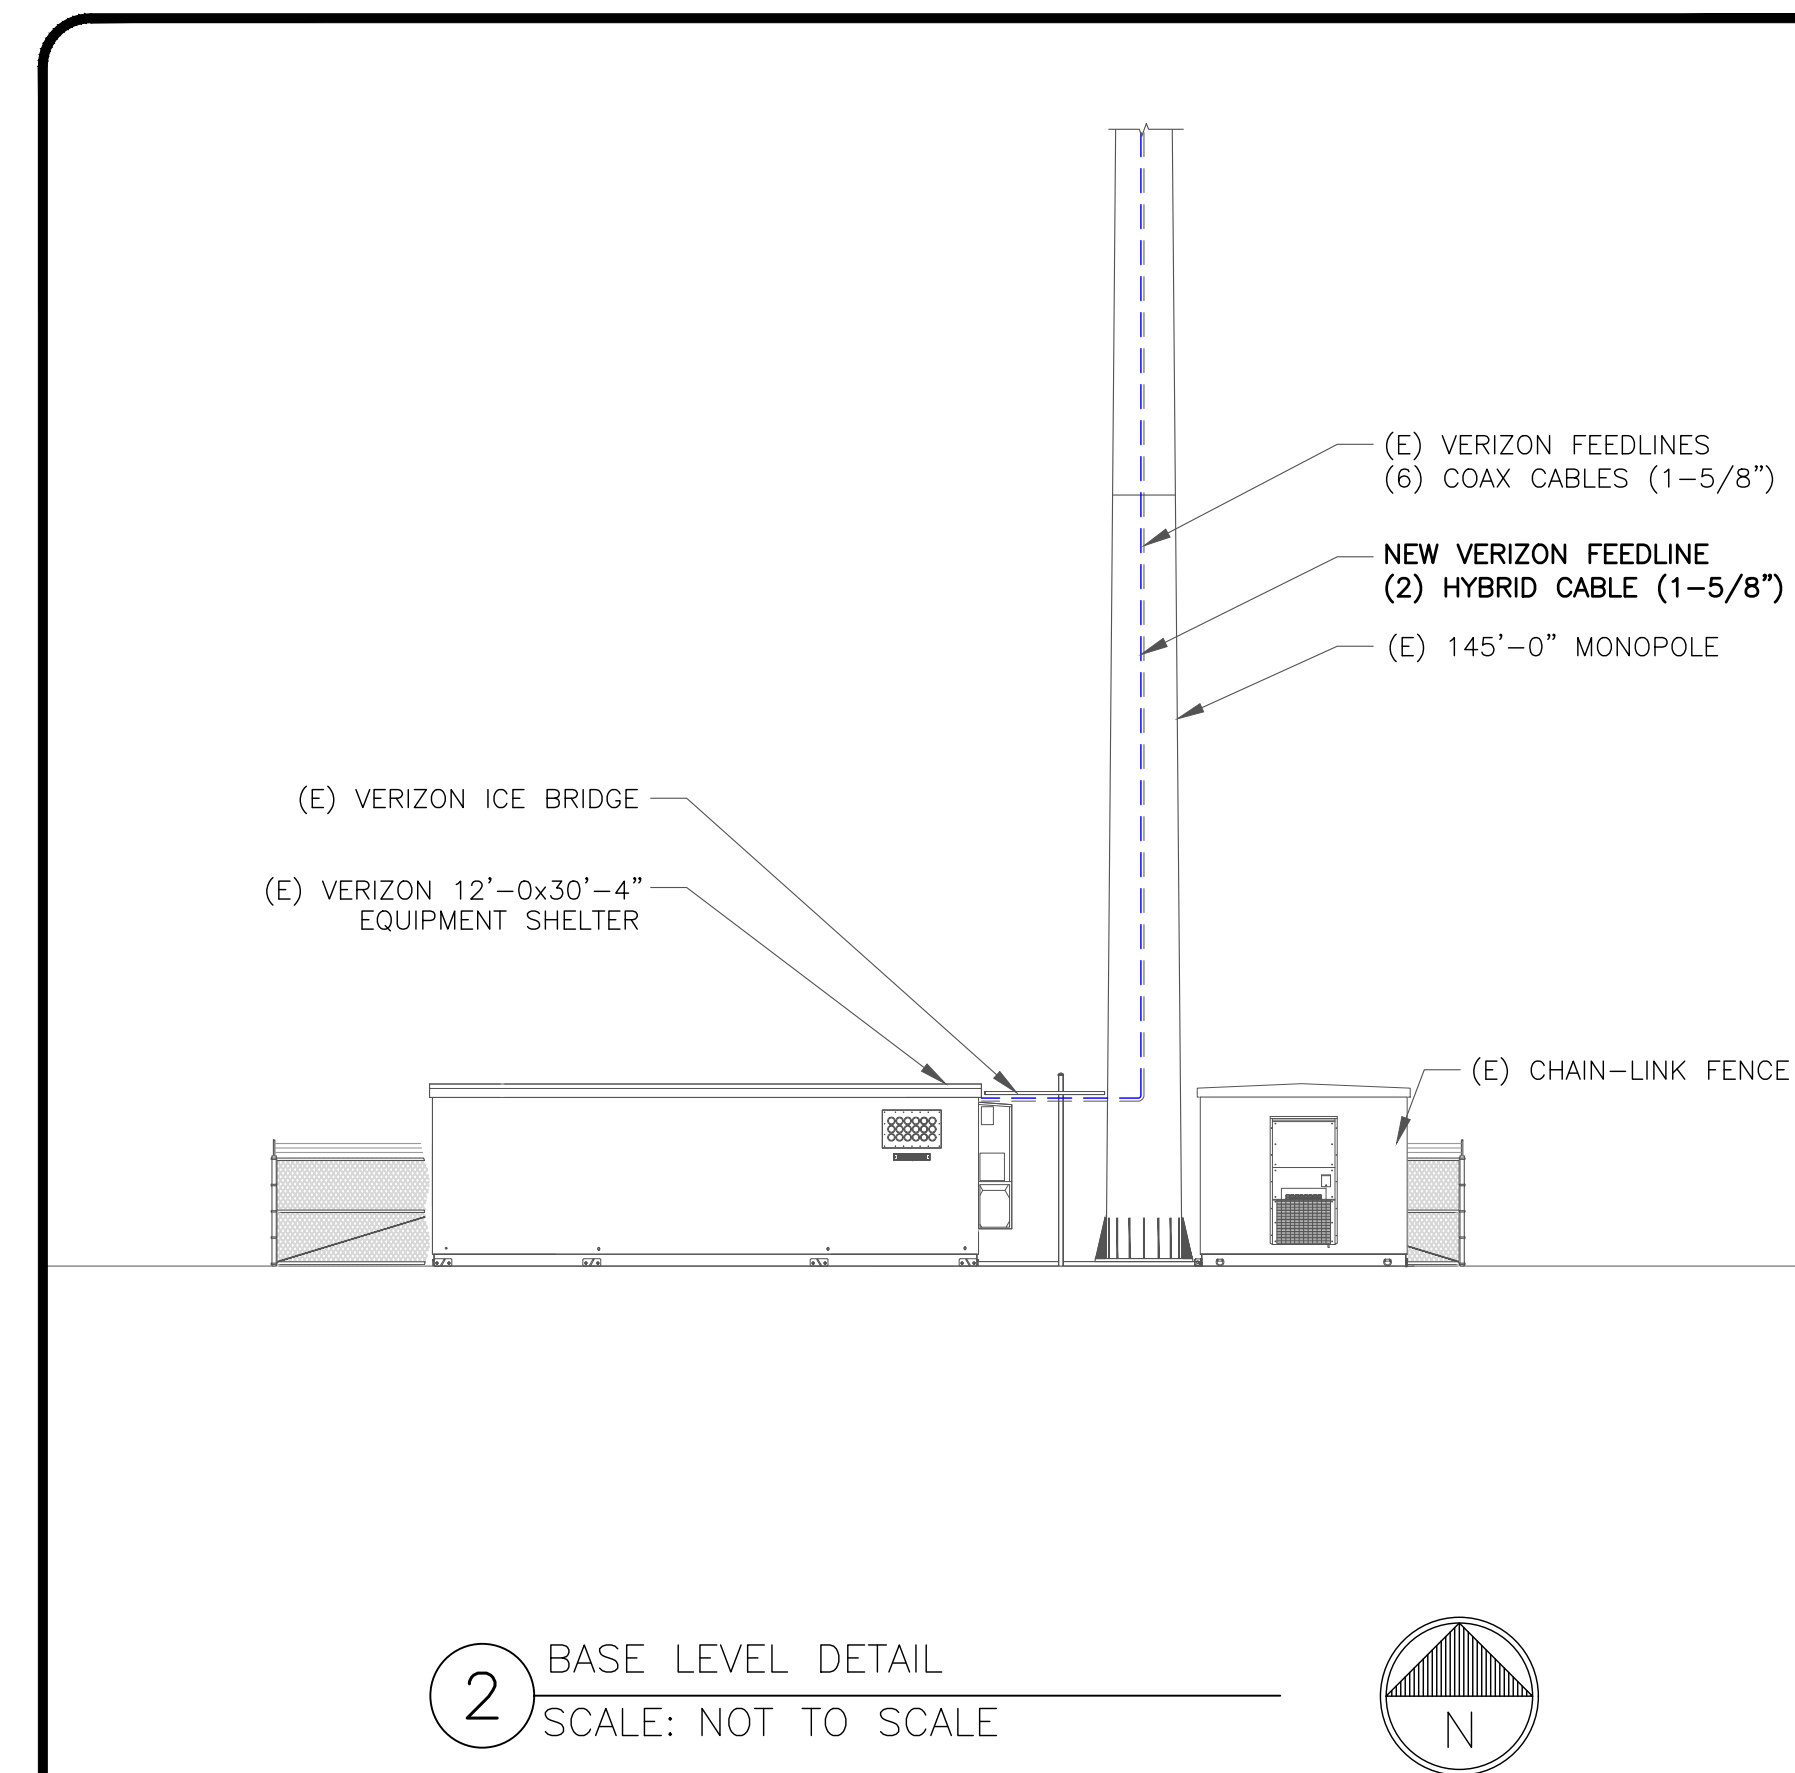 (E) VERIZON FEEDLINES
(6) COAX CABLES (1-5/8")
NEW VERIZON FEEDLINE
(2) HYBRID CABLE (1-5/8")
(E) 145'-0" MONOPOLE
(E) VERIZON ICE BRIDGE
(E) VERIZON 12'-0x30'-4"
EQUIPMENT SHELTER
(E) CHAIN-LINK FENCE
2
BASE LEVEL DETAIL
SCALE: NOT TO SCALE
N